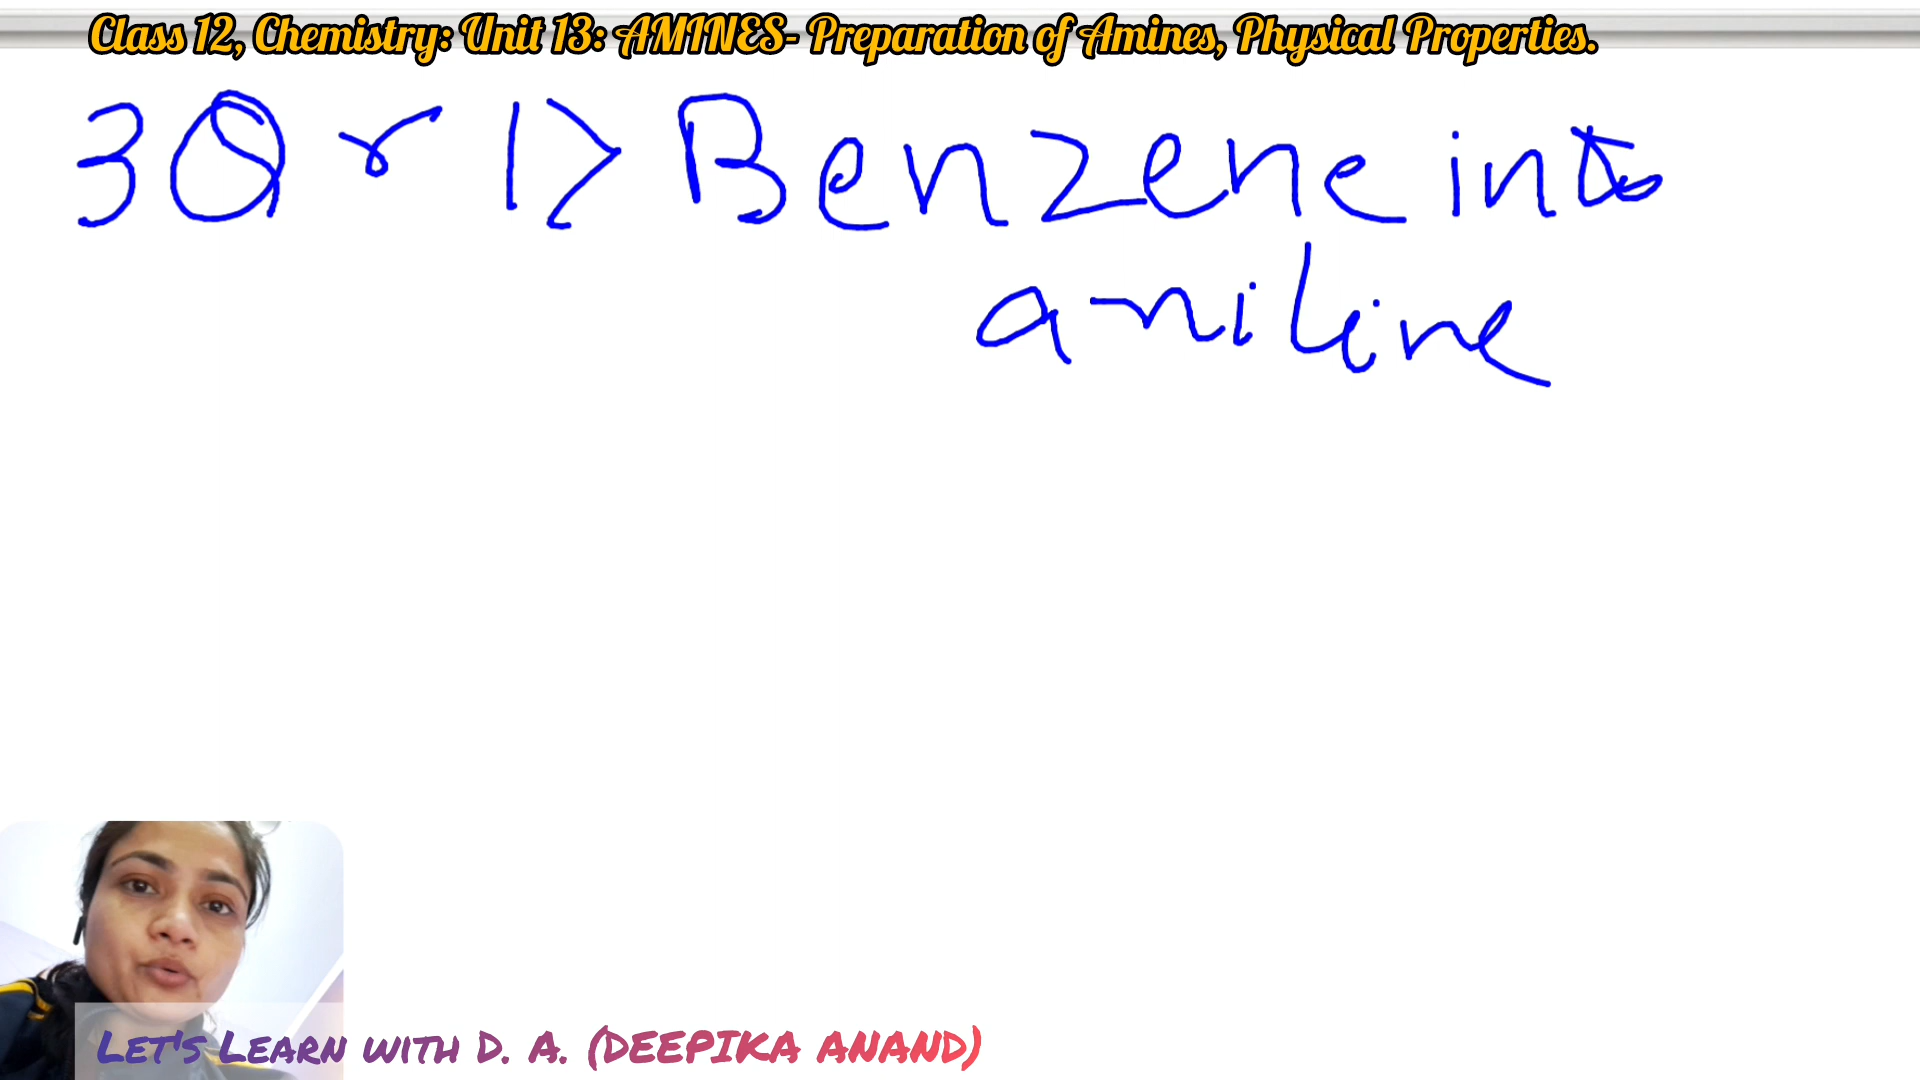 Class 12, Chemistry: Unit 13: AMINES- Preparation of Amines, Physical Properties.
1> Benzene into
aniline
LET'S LEARN WITH D. A. (DEEPIKA ANAND)